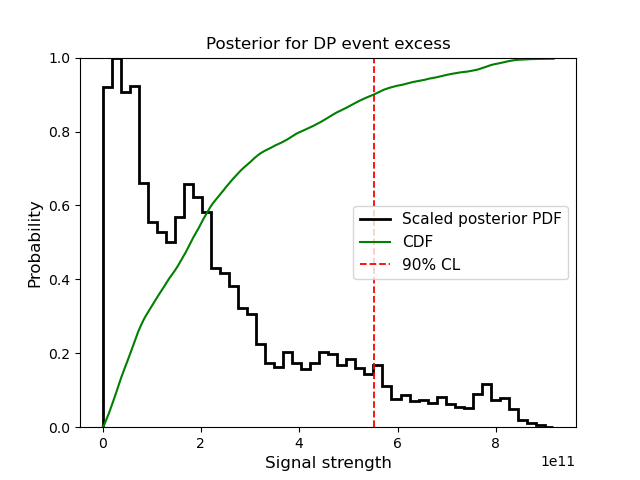 Posterior for DP event excess
1.0
0.8
0.6
0.4
0.2
0.0
Probability
Scaled posterior PDF
CDF
90% CL
0 2 4 6 8
1e11
Signal strength